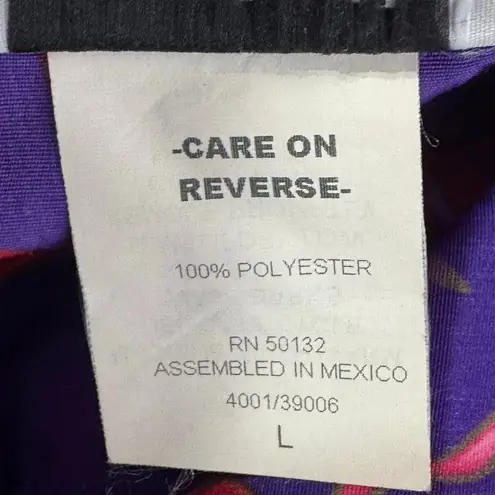 -CARE ON
REVERSE-
100% POLYESTER
RN 50132
ASSEMBLED IN MEXICO
4001/39006
L